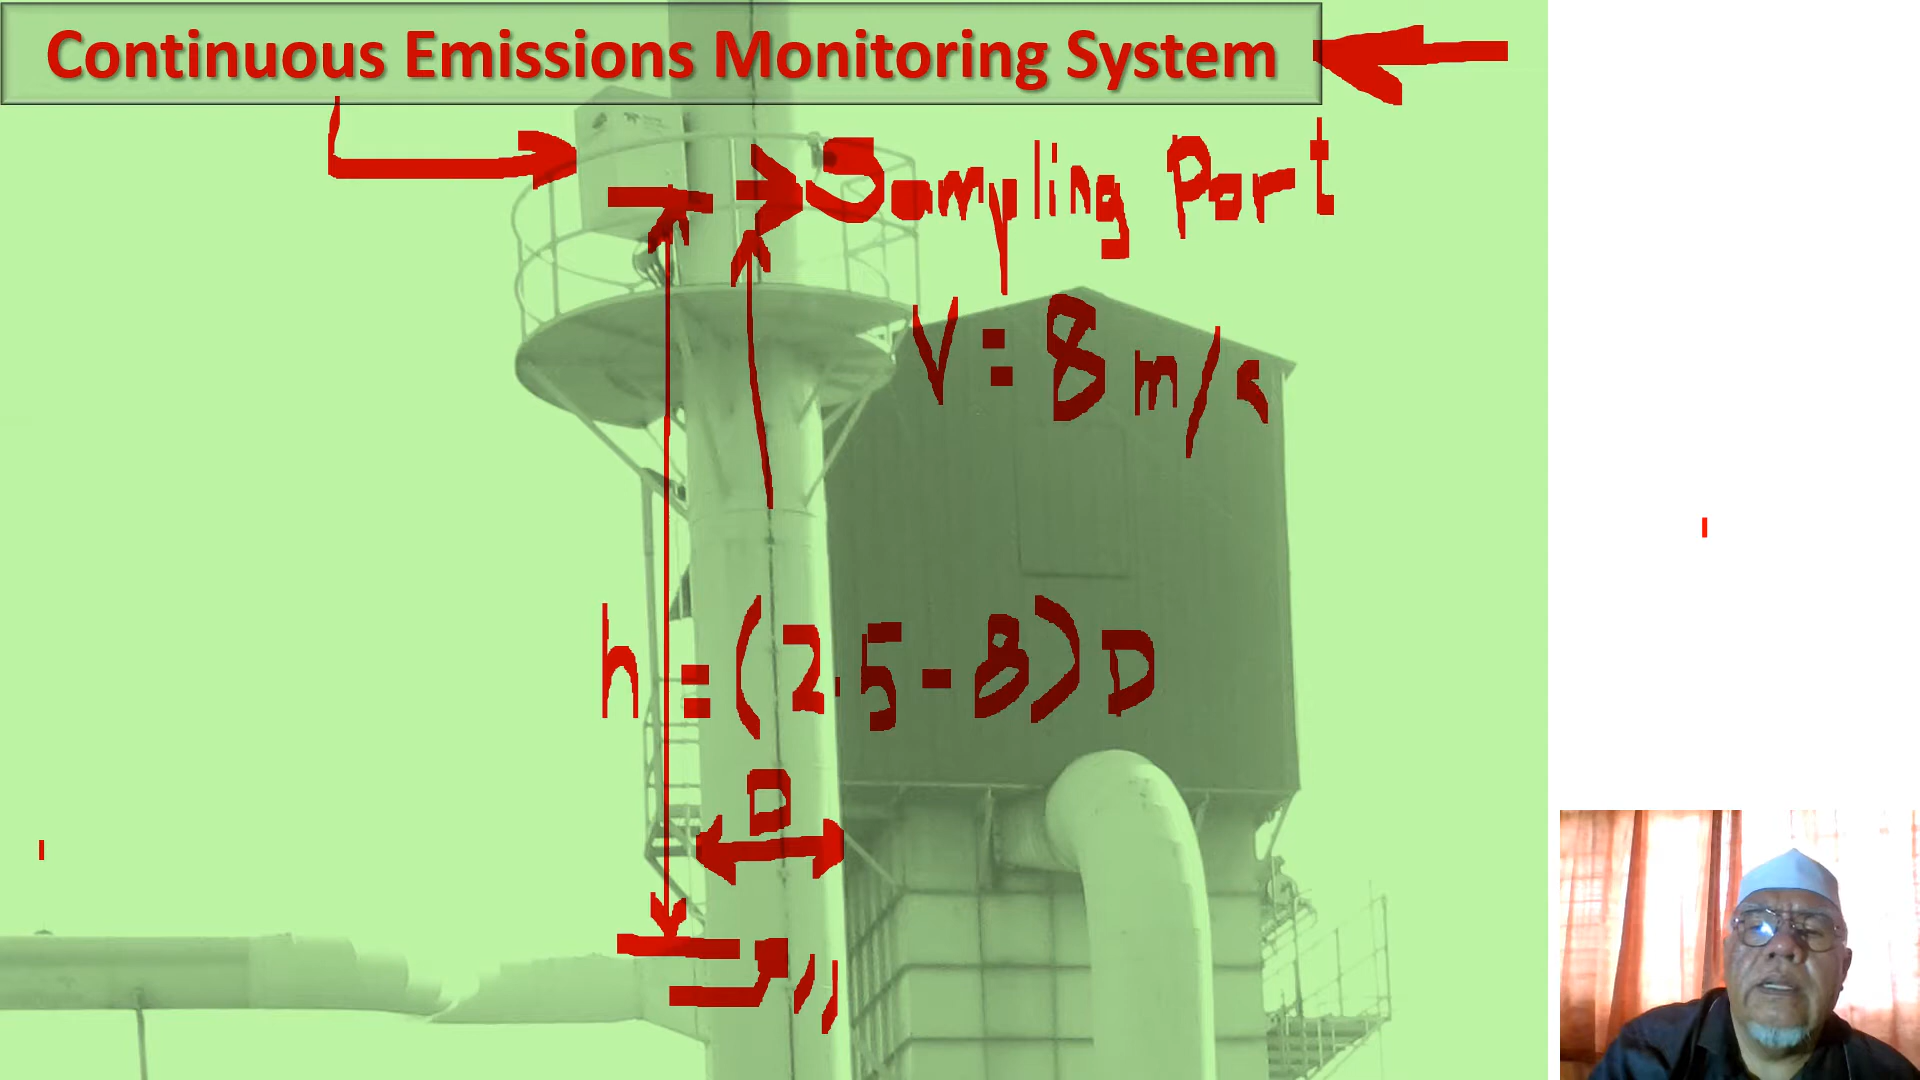 Continuous Emissions Monitoring System
Sampling Port
V = 8 m/s
h = (2.5 - 8) D
D